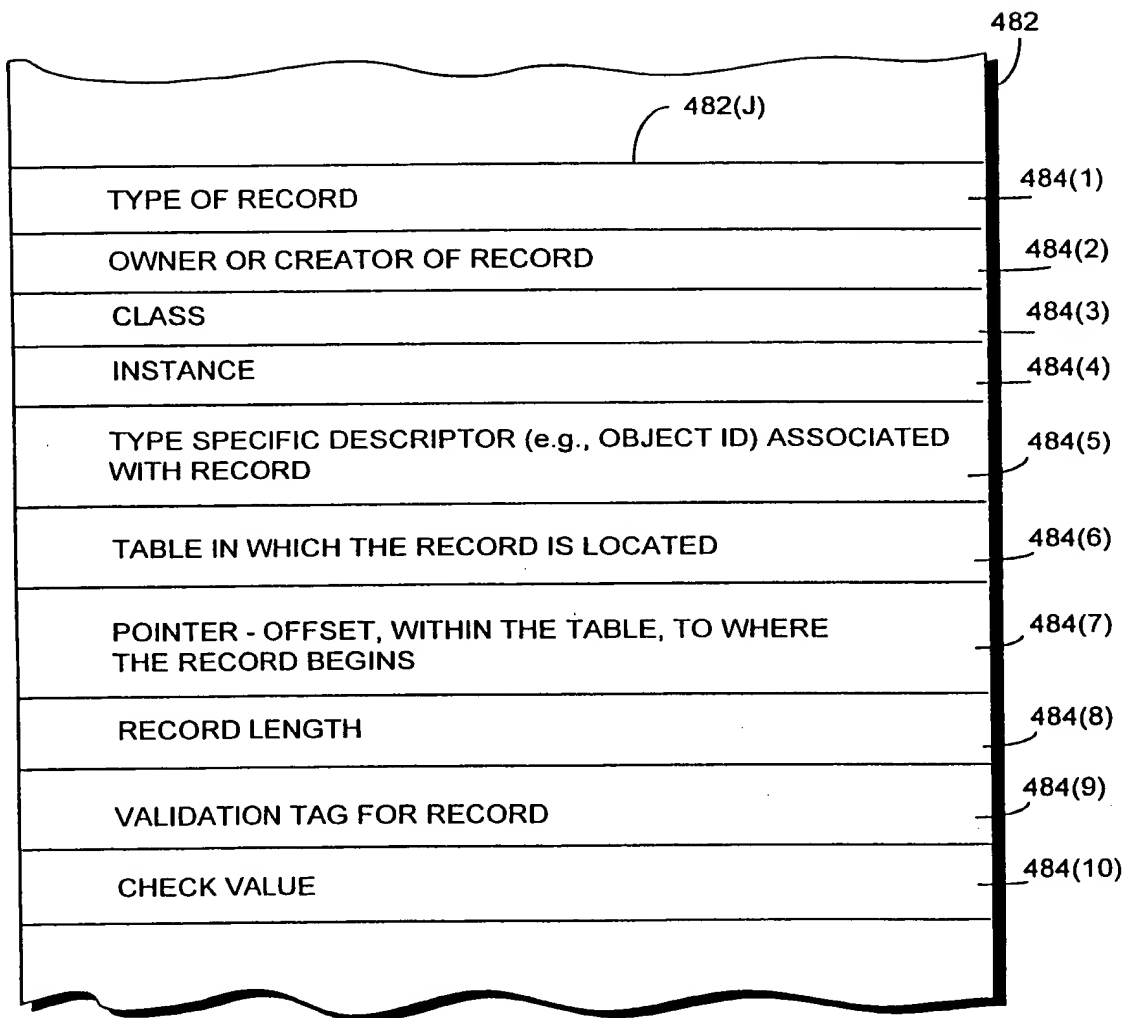 482
482(J)
TYPE OF RECORD
484(1)
OWNER OR CREATOR OF RECORD
484(2)
CLASS
484(3)
INSTANCE
484(4)
TYPE SPECIFIC DESCRIPTOR (e.g., OBJECT ID) ASSOCIATED
WITH RECORD
484(5)
TABLE IN WHICH THE RECORD IS LOCATED
484(6)
POINTER - OFFSET, WITHIN THE TABLE, TO WHERE
THE RECORD BEGINS
484(7)
RECORD LENGTH
484(8)
VALIDATION TAG FOR RECORD
484(9)
CHECK VALUE
484(10)